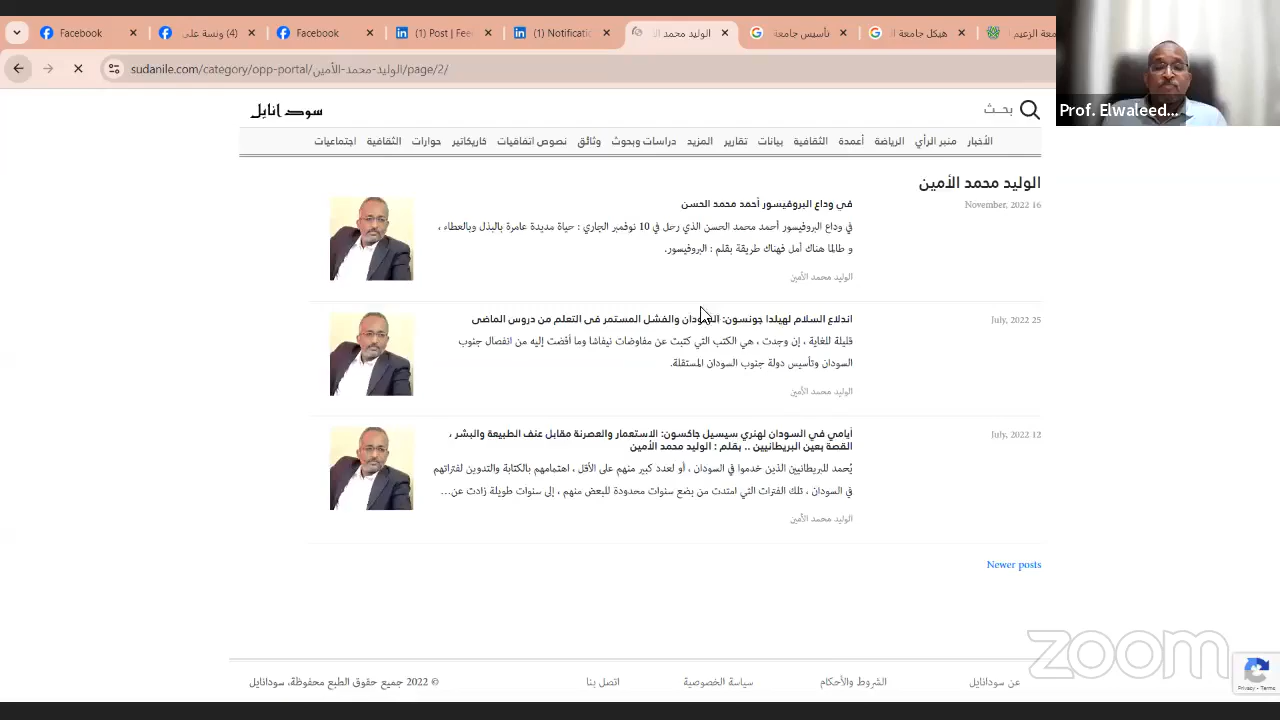 Facebook
(4) ونسة على
Facebook
(1) Post | Fee
(1) Notificatio
الوليد محمد الأ
تأسيس جامعة
هيكل جامعة ال
معة الزعيم
sudanile.com/category/opp-portal/الوليد-محمد-الأمين/page/2/
Prof. Elwaleed...
سودانايل
بحـث
الأخبار منبر الرأي الرياضة أعمدة الثقافية بيانات تقارير المزيد دراسات وبحوث وثائق نصوص اتفاقيات كاريكاتير حوارات الثقافية اجتماعيات
الوليد محمد الأمين
16 November, 2022
في وداع البروفيسور أحمد محمد الحسن
في وداع البروفيسور أحمد محمد الحسن الذي رحل في 10 نوفمبر الجاري : حياة مديدة عامرة بالبذل وبالعطاء ،
و طالما هناك أمل فهناك طريقة بقلم : البروفيسور.
الوليد محمد الأمين
25 July, 2022
اندلاع السلام لهيلدا جونسون: السودان والفشل المستمر فى التعلم من دروس الماضى
قليلة للغاية ، إن وجدت ، هي الكتب التي كتبت عن مفاوضات نيفاشا وما أفضت إليه من انفصال جنوب
السودان وتأسيس دولة جنوب السودان المستقلة.
الوليد محمد الأمين
12 July, 2022
أيامي في السودان لهنري سيسيل جاكسون: الاستعمار والعصرنة مقابل عنف الطبيعة والبشر ،
القصة بعين البريطانيين .. بقلم : الوليد محمد الأمين
يُحمد للبريطانيين الذين خدموا في السودان ، أو لعدد كبير منهم على الأقل ، اهتمامهم بالكتابة والتدوين لفتراتهم
في السودان ، تلك الفترات التي امتدت من بضع سنوات محدودة للبعض منهم ، إلى سنوات طويلة زادت عن...
الوليد محمد الأمين
Newer posts
zoom
عن سودانايل الشروط والأحكام سياسة الخصوصية اتصل بنا © 2022 جميع حقوق الطبع محفوظة، سودانايل
Privacy - Terms